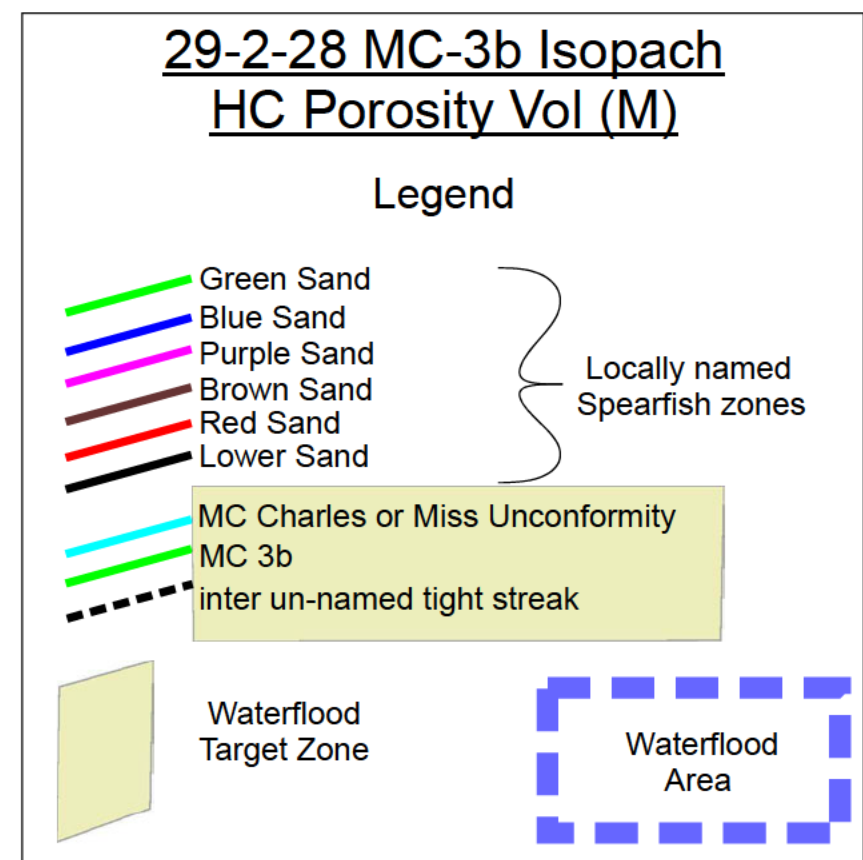 29-2-28 MC-3b Isopach
HC Porosity Vol (M)
Legend
Green Sand
Blue Sand
Purple Sand
Brown Sand
Red Sand
Lower Sand
Locally named
Spearfish zones
MC Charles or Miss Unconformity
MC 3b
inter un-named tight streak
Waterflood
Target Zone
Waterflood
Area